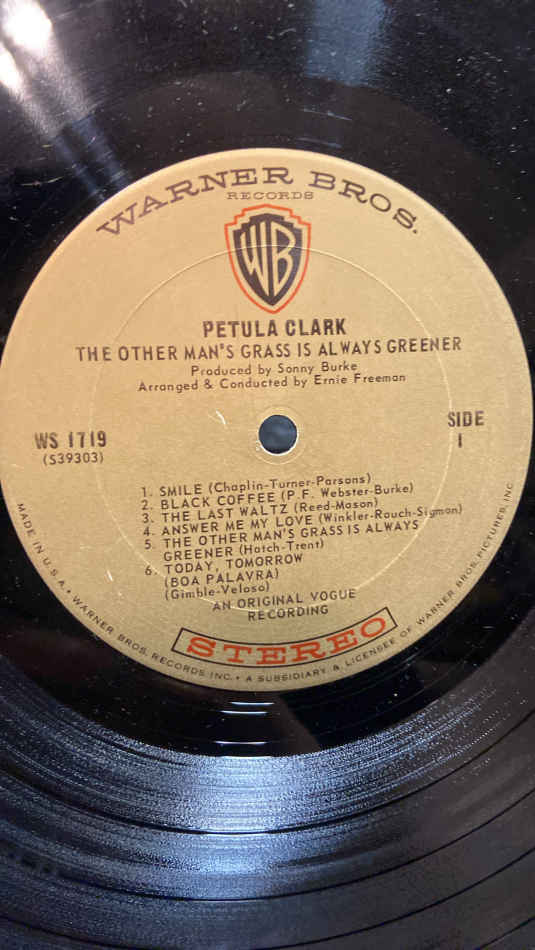 WARNER BROS.
RECORDS
WB
PETULA CLARK
THE OTHER MAN'S GRASS IS ALWAYS GREENER
Produced by Sonny Burke
Arranged & Conducted by Ernie Freeman
WS 1719
(S39303)
SIDE
1
1. SMILE (Chaplin-Turner-Parsons)
2. BLACK COFFEE (P.F. Webster-Burke)
3. THE LAST WALTZ (Reed-Mason)
4. ANSWER ME MY LOVE (Winkler-Rauch-Sigman)
5. THE OTHER MAN'S GRASS IS ALWAYS
GREENER (Hatch-Trent)
6. TODAY, TOMORROW
(BOA PALAVRA)
(Gimble-Veloso)
AN ORIGINAL VOGUE
RECORDING
STEREO
MADE IN U.S.A. • WARNER BROS. RECORDS INC. • A SUBSIDIARY & LICENSEE OF WARNER BROS. PICTURES, INC.